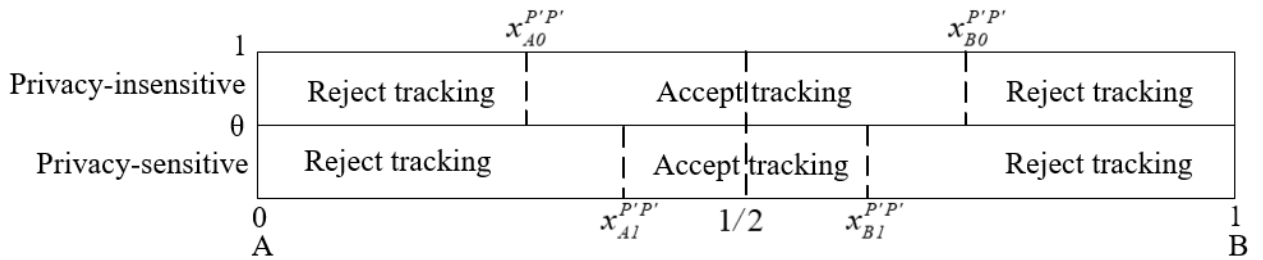 x_{A0}^{P'P'} x_{B0}^{P'P'}
1
Privacy-insensitive Reject tracking Accept tracking Reject tracking
θ
Privacy-sensitive Reject tracking Accept tracking Reject tracking
0 x_{A1}^{P'P'} 1/2 x_{B1}^{P'P'} 1
A B